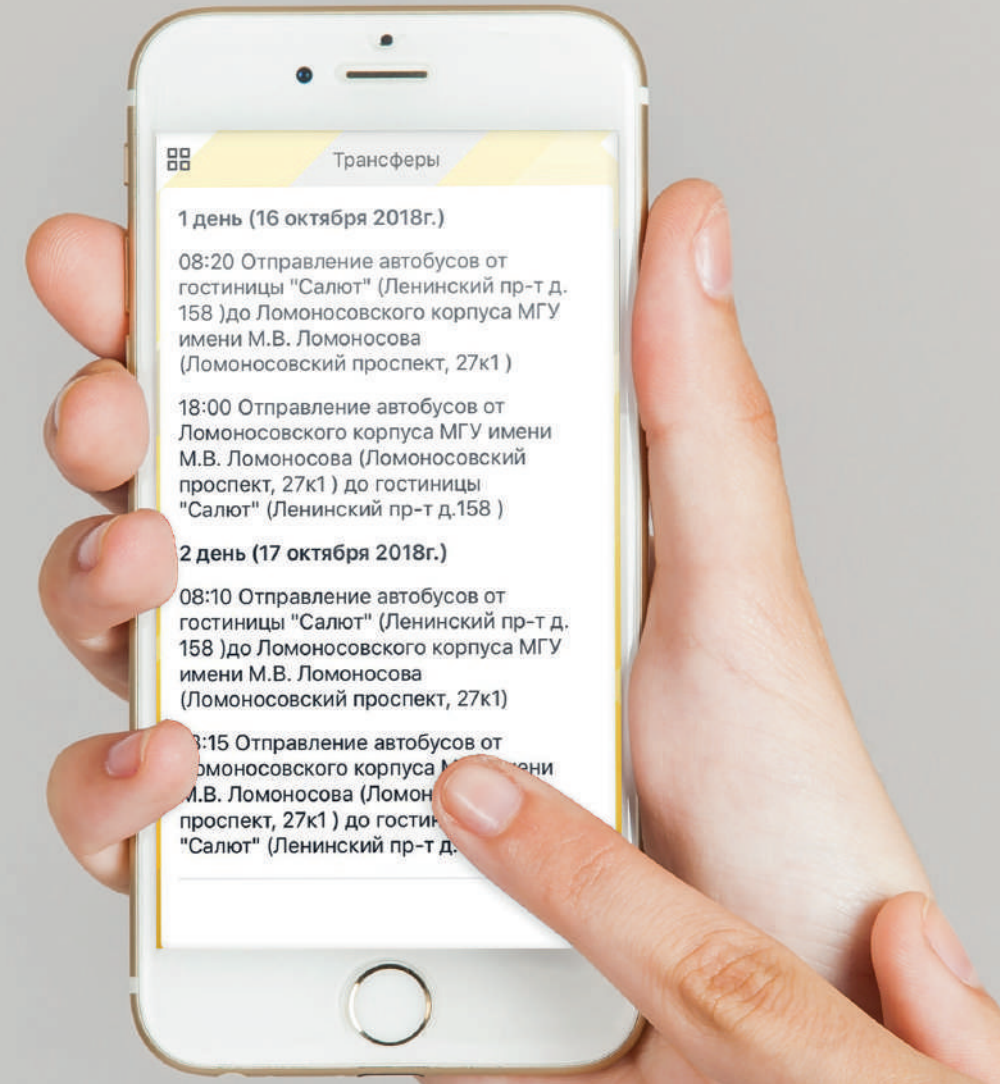 Трансферы
1 день (16 октября 2018г.)
08:20 Отправление автобусов от
гостиницы "Салют" (Ленинский пр-т д.
158 )до Ломоносовского корпуса МГУ
имени М.В. Ломоносова
(Ломоносовский проспект, 27к1 )
18:00 Отправление автобусов от
Ломоносовского корпуса МГУ имени
М.В. Ломоносова (Ломоносовский
проспект, 27к1 ) до гостиницы
"Салют" (Ленинский пр-т д.158 )
2 день (17 октября 2018г.)
08:10 Отправление автобусов от
гостиницы "Салют" (Ленинский пр-т д.
158 )до Ломоносовского корпуса МГУ
имени М.В. Ломоносова
(Ломоносовский проспект, 27к1)
Отправление автобусов от
корпуса
М.В. Ломоносова
проспект, 27к1 ) до
"Салют" (Ленинский пр-т